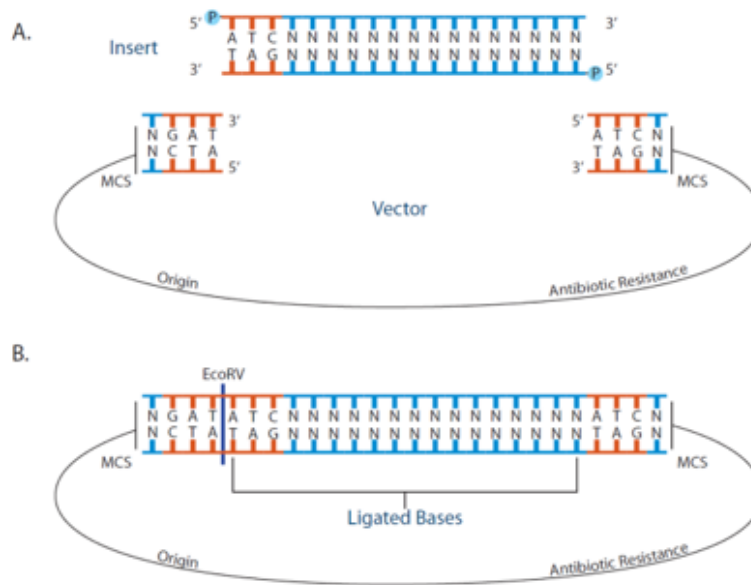 A.
5' P 3'
A T C N N N N N N N N N N N N N N N
Insert
T A G N N N N N N N N N N N N N N N
3' P 5'
3' 5'
N G A T A T C N
N C T A T A G N
5' 3'
MCS MCS
Vector
Origin Antibiotic Resistance
B.
EcoRV
N G A T A T C N N N N N N N N N N N N N N N A T C N
N C T A T A G N N N N N N N N N N N N N N N T A G N
MCS MCS
Ligated Bases
Origin Antibiotic Resistance